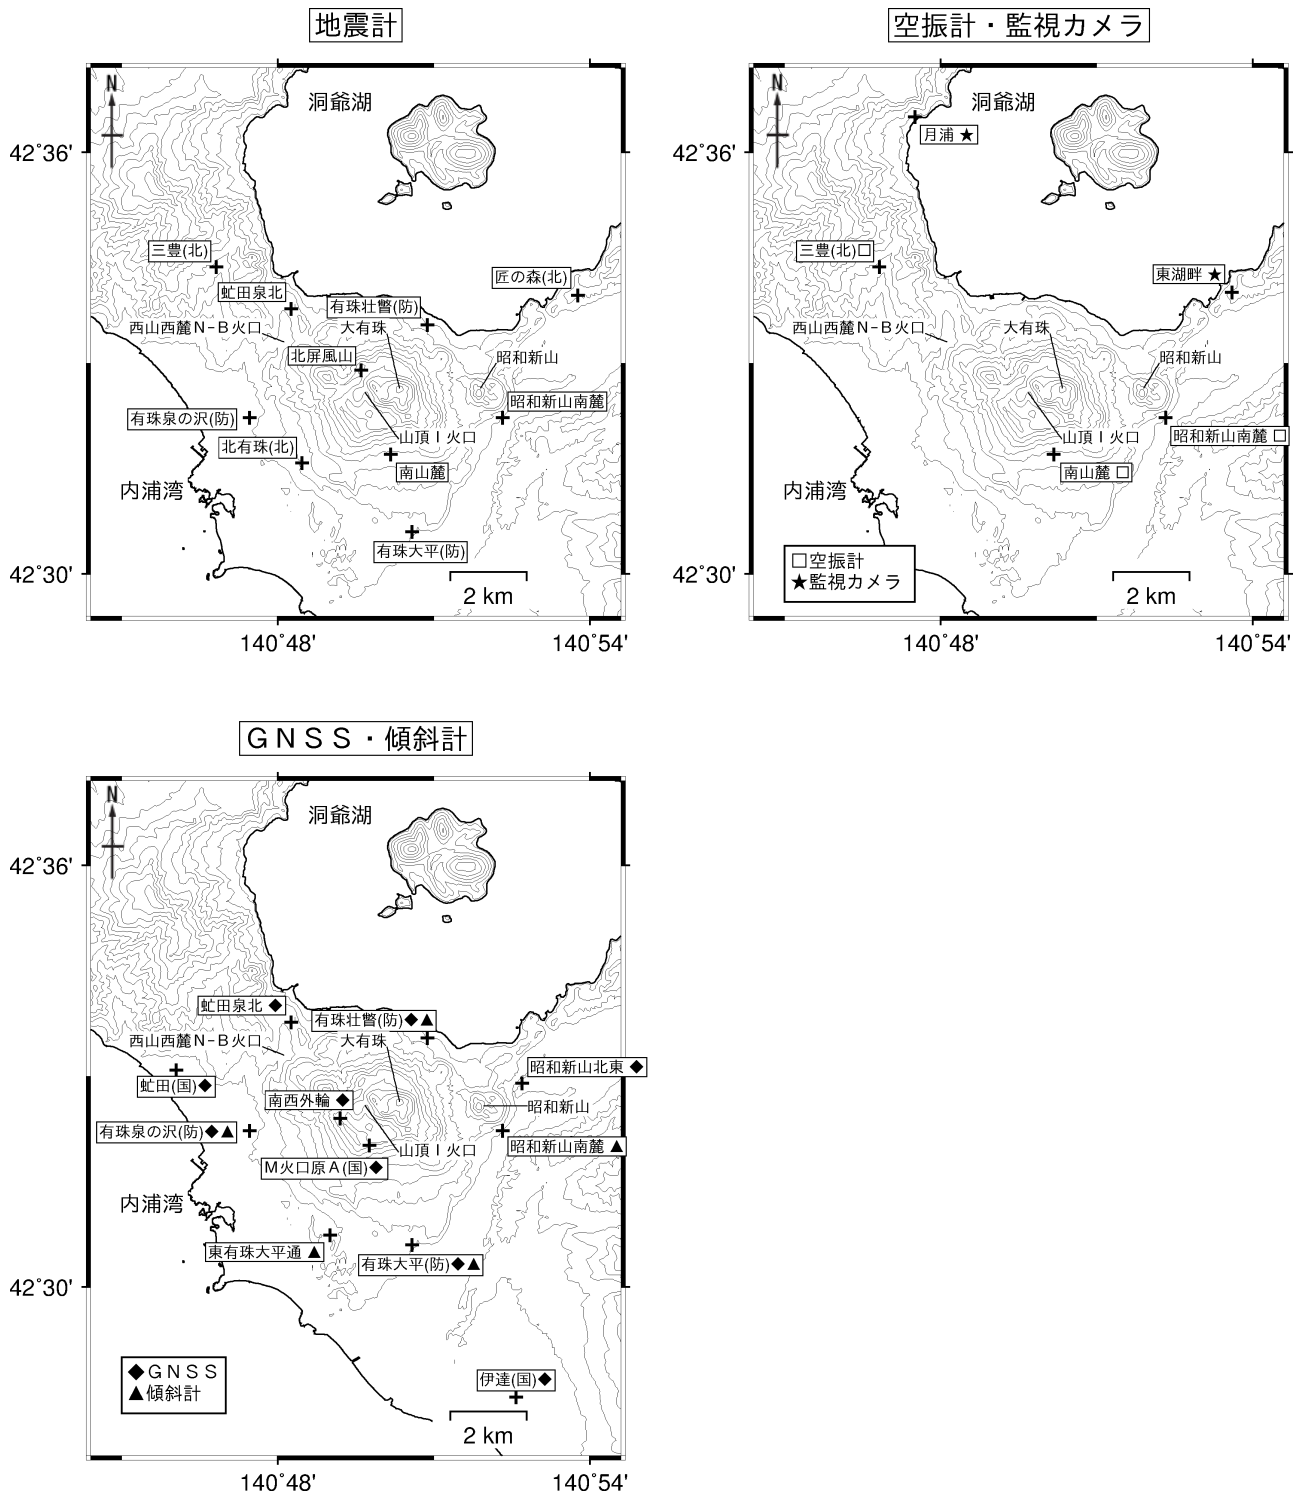 地震計
N
洞爺湖
42˚36'
三豊(北)
匠の森(北)
虻田泉北
有珠壮瞥(防)
西山西麓N-B火口
大有珠
北屏風山
昭和新山
昭和新山南麓
有珠泉の沢(防)
山頂Ⅰ火口
北有珠(北)
南山麓
内浦湾
有珠大平(防)
42˚30'
2 km
140˚48'
140˚54'
空振計・監視カメラ
N
洞爺湖
月浦 ★
42˚36'
三豊(北)□
東湖畔 ★
西山西麓N-B火口
大有珠
昭和新山
山頂Ⅰ火口
昭和新山南麓 □
南山麓 □
内浦湾
□空振計
★監視カメラ
42˚30'
2 km
140˚48'
140˚54'
GNSS・傾斜計
N
洞爺湖
42˚36'
虻田泉北 ◆
有珠壮瞥(防)◆▲
西山西麓N-B火口
大有珠
昭和新山北東 ◆
虻田(国)◆
南西外輪 ◆
昭和新山
有珠泉の沢(防)◆▲
昭和新山南麓 ▲
山頂Ⅰ火口
M火口原A(国)◆
内浦湾
東有珠大平通 ▲
有珠大平(防)◆▲
42˚30'
◆GNSS
▲傾斜計
伊達(国)◆
2 km
140˚48'
140˚54'